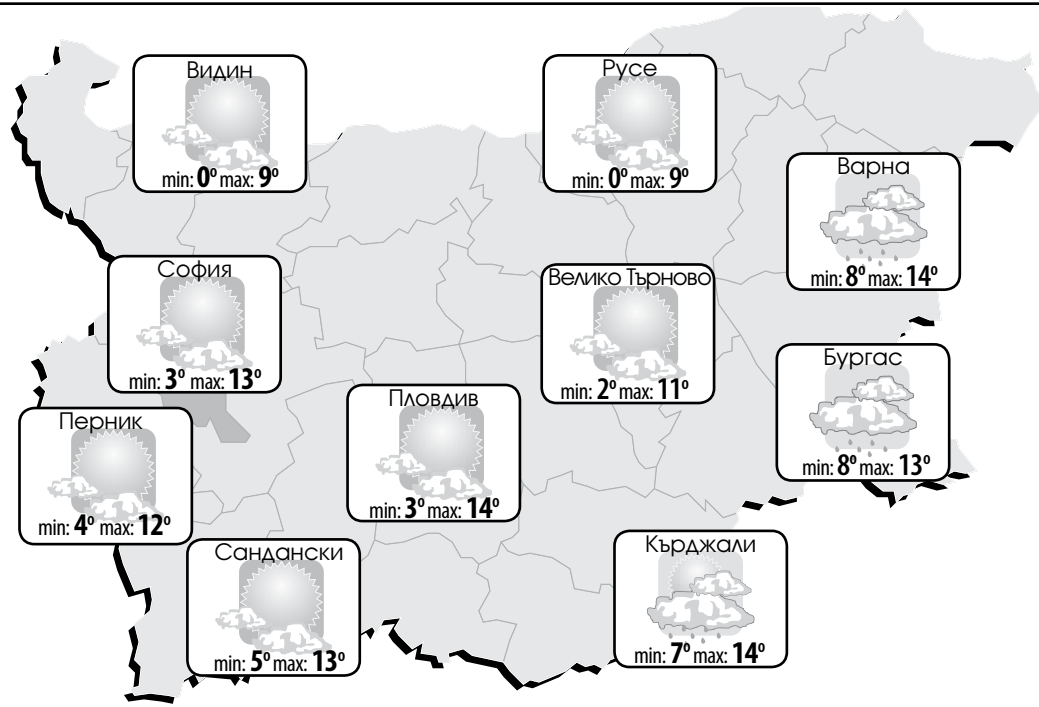 Видин
min: 0° max: 9°
Русе
min: 0° max: 9°
Варна
min: 8° max: 14°
София
min: 3° max: 13°
Велико Търново
min: 2° max: 11°
Бургас
min: 8° max: 13°
Пловдив
min: 3° max: 14°
Перник
min: 4° max: 12°
Сандански
min: 5° max: 13°
Кърджали
min: 7° max: 14°